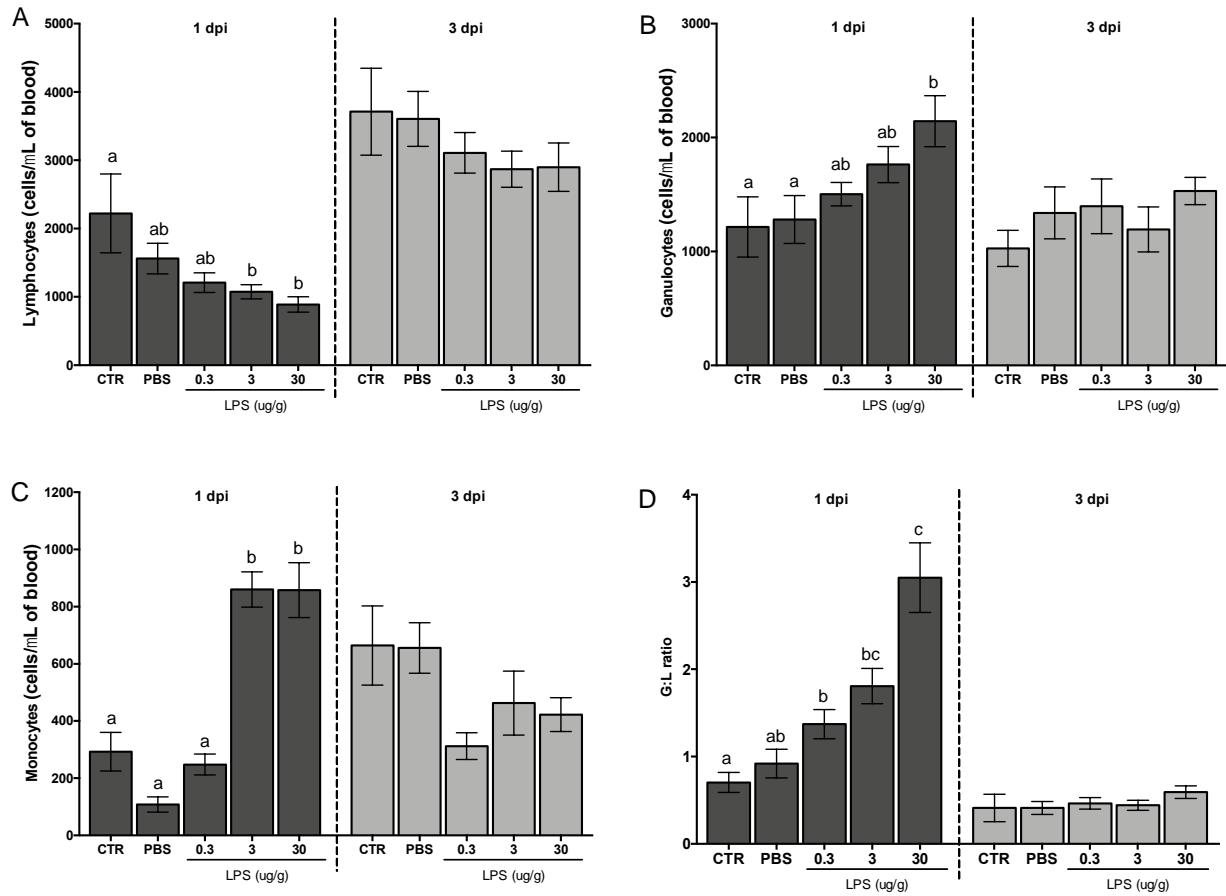 A
1 dpi
3 dpi
Lymphocytes (cells/mL of blood)
5000
4000
3000
2000
1000
0
a
ab
ab
b
b
CTR PBS 0.3 3 30 CTR PBS 0.3 3 30
LPS (ug/g) LPS (ug/g)
B
1 dpi
3 dpi
Ganulocytes (cells/mL of blood)
3000
2000
1000
0
a
a
ab
ab
b
CTR PBS 0.3 3 30 CTR PBS 0.3 3 30
LPS (ug/g) LPS (ug/g)
C
1 dpi
3 dpi
Monocytes (cells/mL of blood)
1200
1000
800
600
400
200
0
a
a
a
b
b
CTR PBS 0.3 3 30 CTR PBS 0.3 3 30
LPS (ug/g) LPS (ug/g)
D
1 dpi
3 dpi
G:L ratio
4
3
2
1
0
a
ab
b
bc
c
CTR PBS 0.3 3 30 CTR PBS 0.3 3 30
LPS (ug/g) LPS (ug/g)